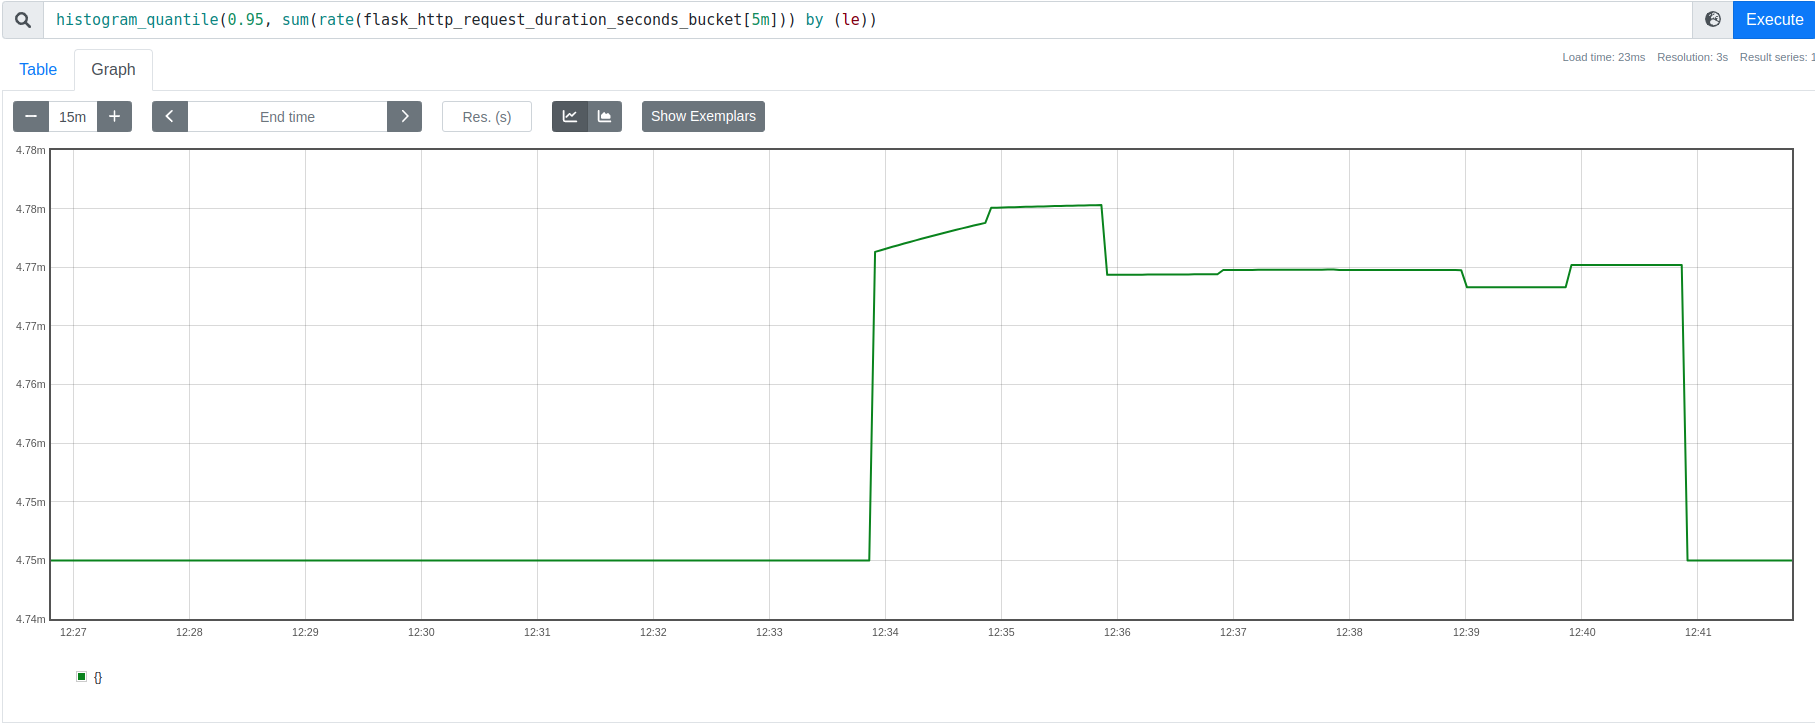 histogram_quantile(0.95, sum(rate(flask_http_request_duration_seconds_bucket[5m])) by (le))
Execute
Table
Graph
Load time: 23ms Resolution: 3s Result series: 1
15m
End time
Res. (s)
Show Exemplars
4.78m
4.78m
4.77m
4.77m
4.76m
4.76m
4.75m
4.75m
4.74m
12:27 12:28 12:29 12:30 12:31 12:32 12:33 12:34 12:35 12:36 12:37 12:38 12:39 12:40 12:41
{}